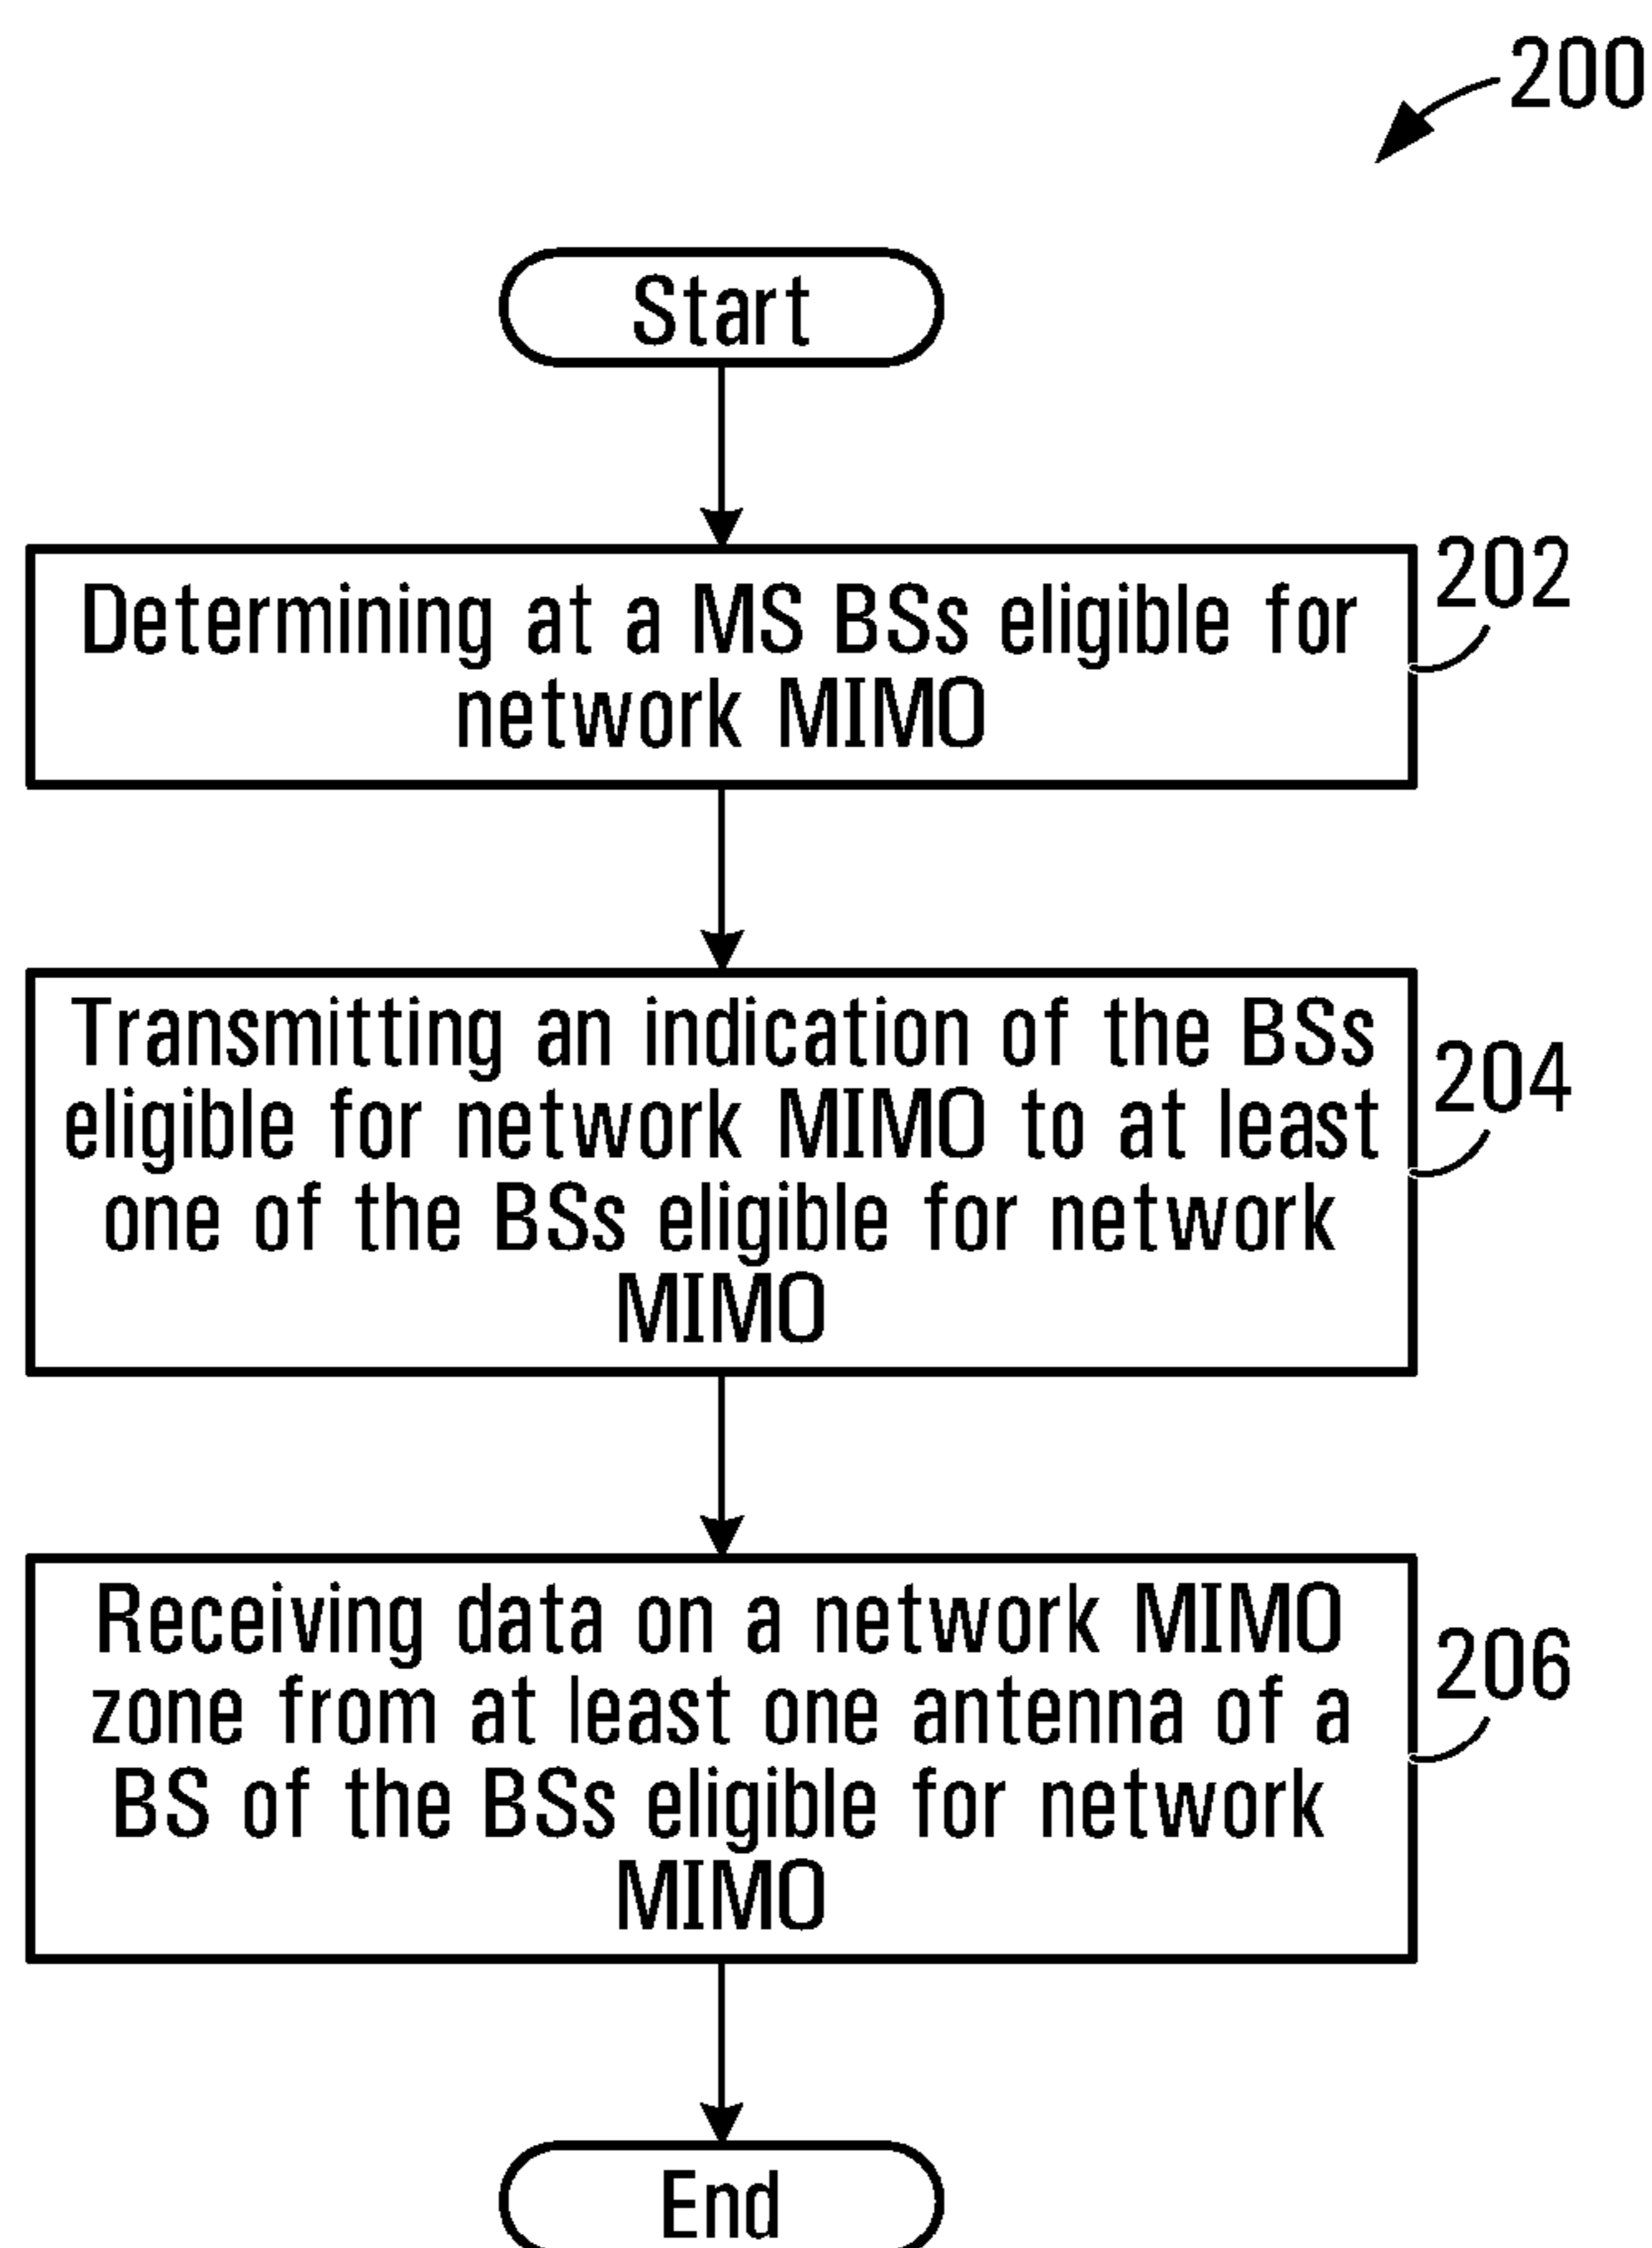 200
Start
Determining at a MS BSs eligible for
network MIMO
202
Transmitting an indication of the BSs
eligible for network MIMO to at least
one of the BSs eligible for network
MIMO
204
Receiving data on a network MIMO
zone from at least one antenna of a
BS of the BSs eligible for network
MIMO
206
End